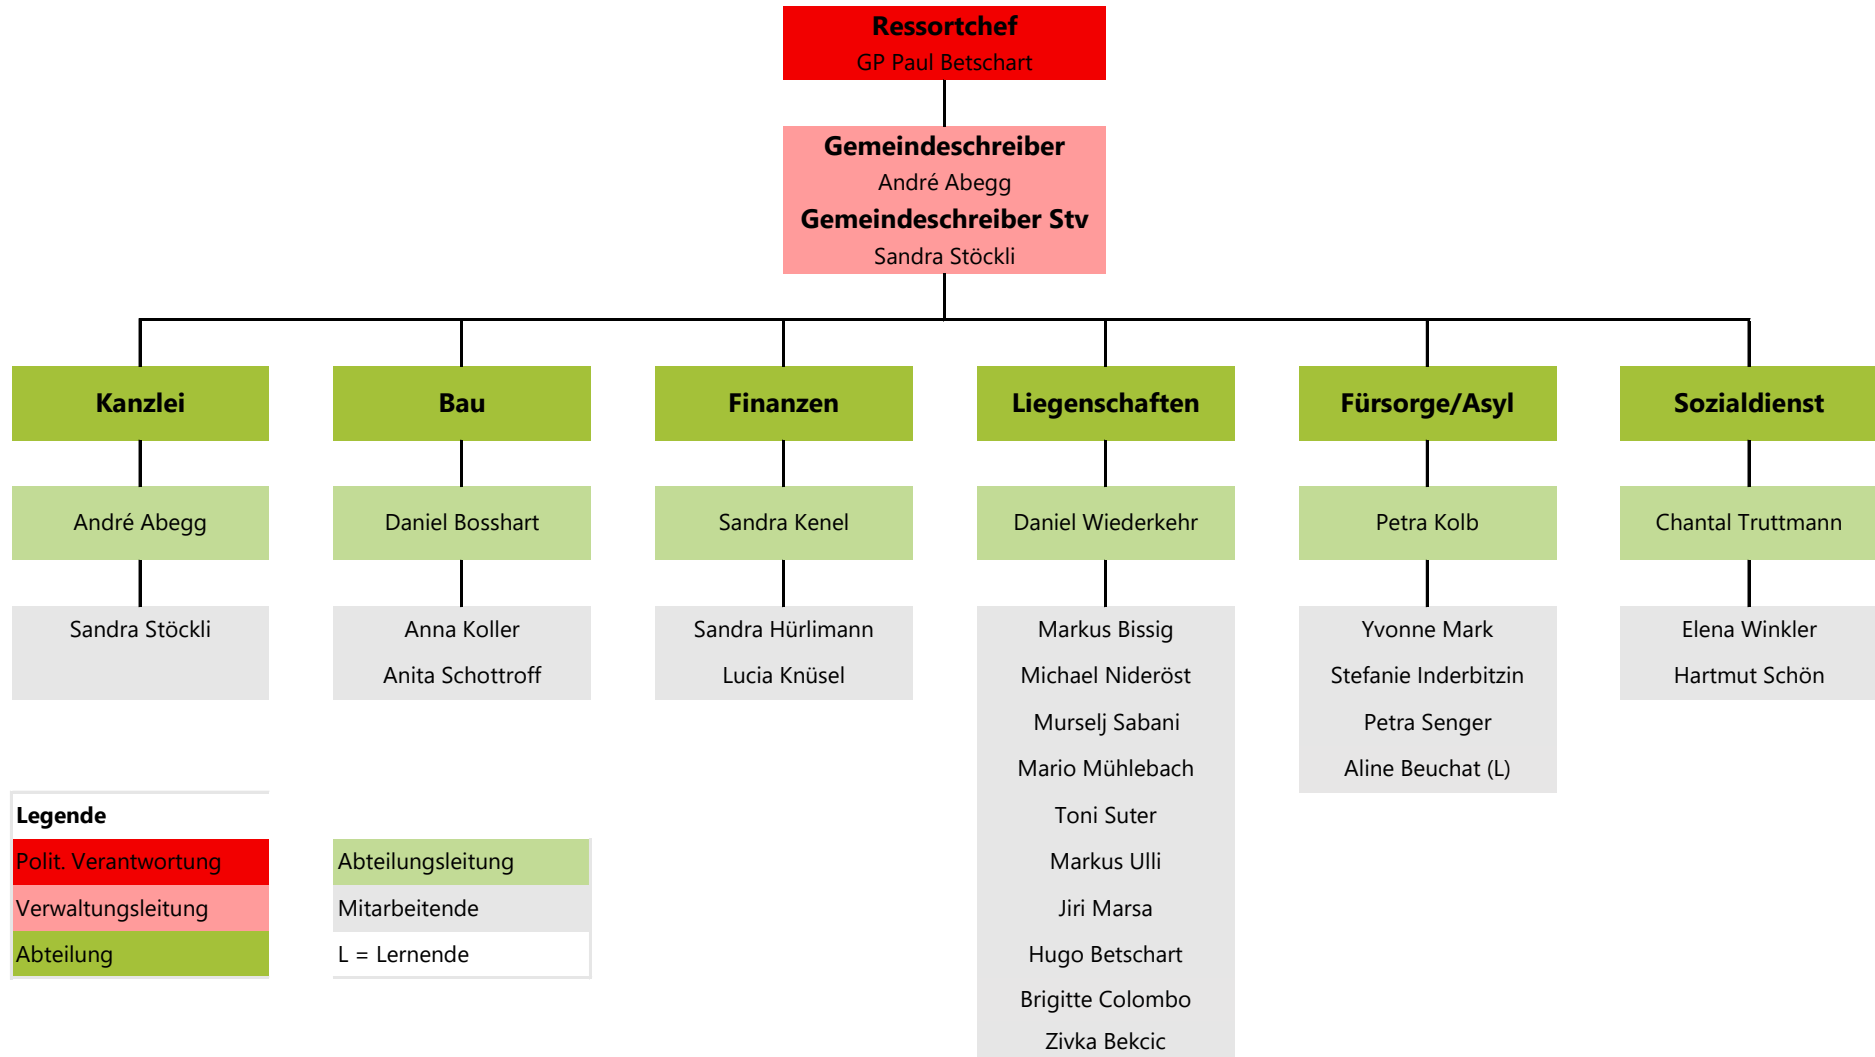 Ressortchef
GP Paul Betschart
Gemeindeschreiber
André Abegg
Gemeindeschreiber Stv
Sandra Stöckli
Kanzlei
Bau
Finanzen
Liegenschaften
Fürsorge/Asyl
Sozialdienst
André Abegg
Daniel Bosshart
Sandra Kenel
Daniel Wiederkehr
Petra Kolb
Chantal Truttmann
Sandra Stöckli
Anna Koller
Anita Schottroff
Sandra Hürlimann
Lucia Knüsel
Markus Bissig
Michael Nideröst
Murselj Sabani
Mario Mühlebach
Toni Suter
Markus Ulli
Jiri Marsa
Hugo Betschart
Brigitte Colombo
Zivka Bekcic
Yvonne Mark
Stefanie Inderbitzin
Petra Senger
Aline Beuchat (L)
Elena Winkler
Hartmut Schön
Legende
Polit. Verantwortung
Verwaltungsleitung
Abteilung
Abteilungsleitung
Mitarbeitende
L = Lernende